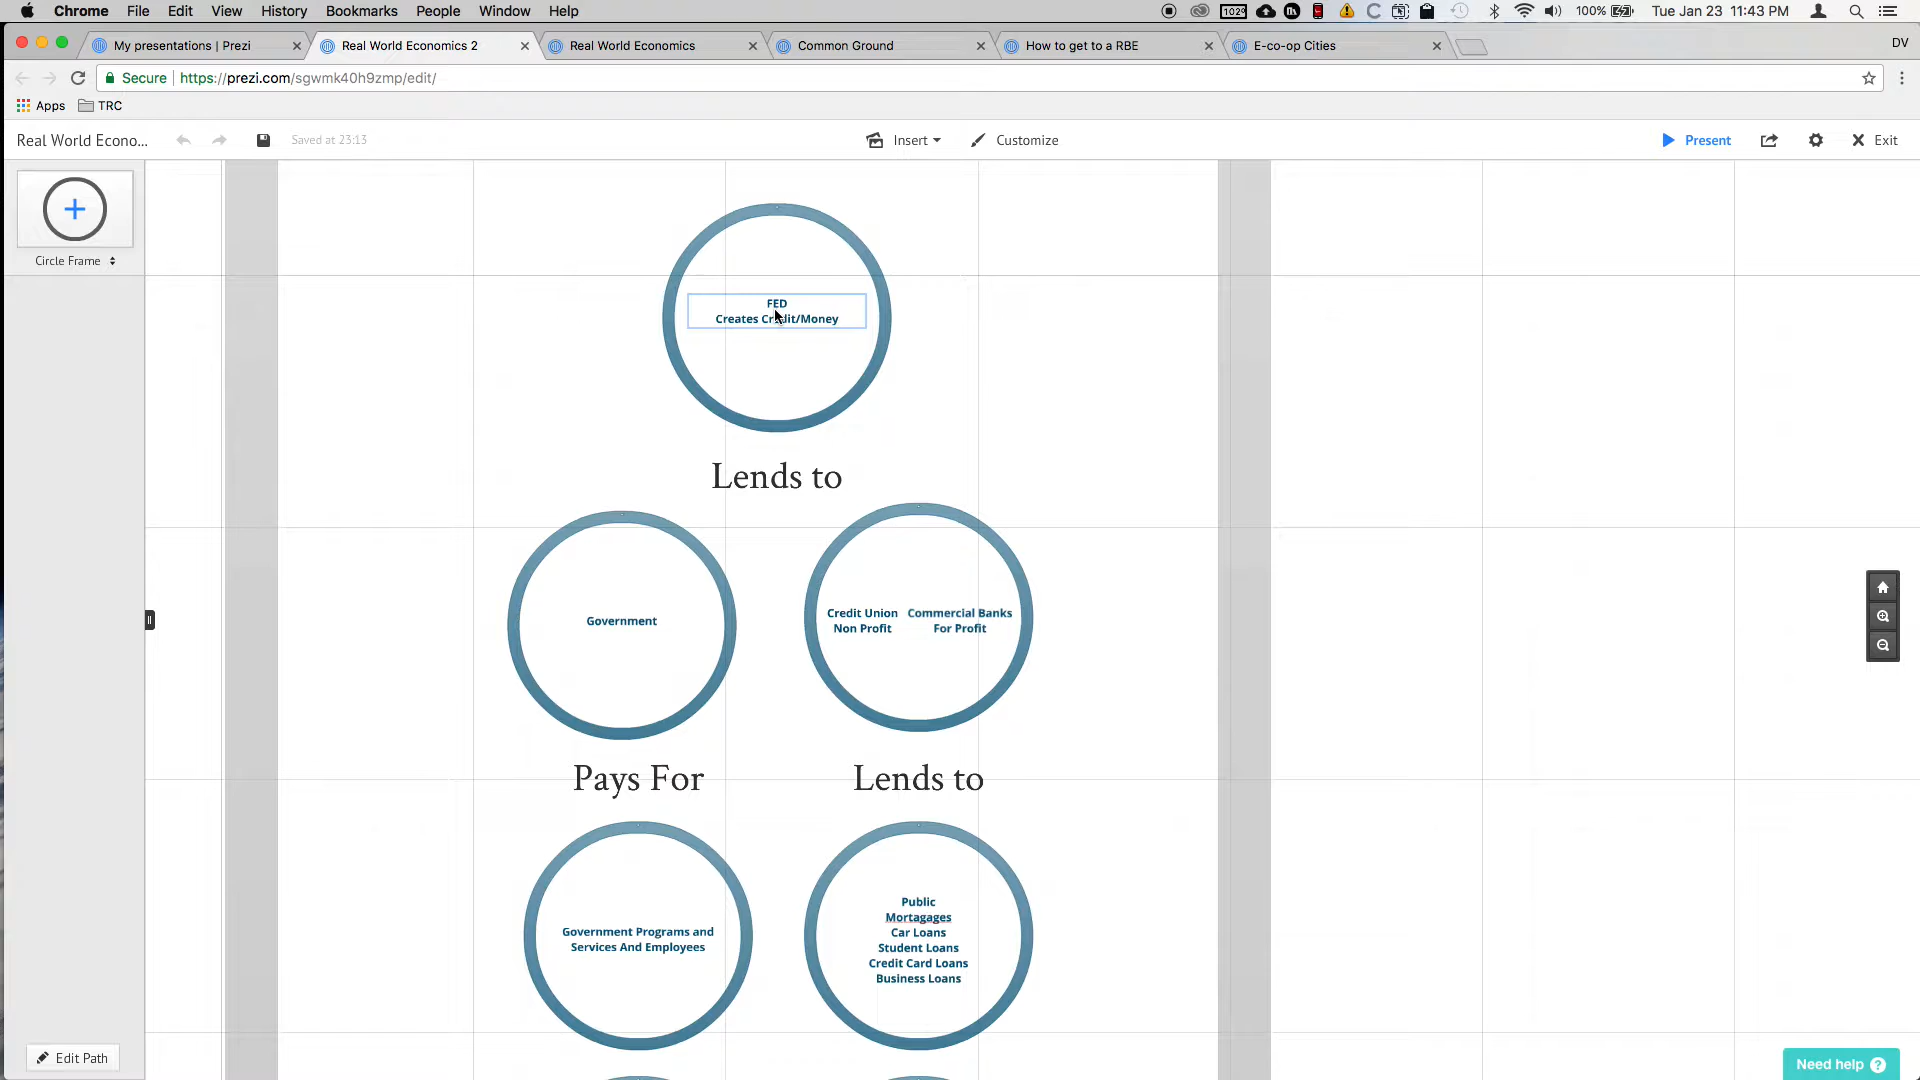 Chrome File Edit View History Bookmarks People Window Help
1029
100%
Tue Jan 23 11:43 PM
My presentations | Prezi
Real World Economics 2
Real World Economics
Common Ground
How to get to a RBE
E-co-op Cities
DV
Secure
https://prezi.com/sgwmk40h9zmp/edit/
Apps
TRC
Real World Econo...
Saved at 23:13
Insert
Customize
Present
Exit
Circle Frame
FED
Creates Credit/Money
Lends to
Government
Credit Union
Non Profit
Commercial Banks
For Profit
Pays For
Lends to
Government Programs and
Services And Employees
Public
Mortagages
Car Loans
Student Loans
Credit Card Loans
Business Loans
Edit Path
Need help ?